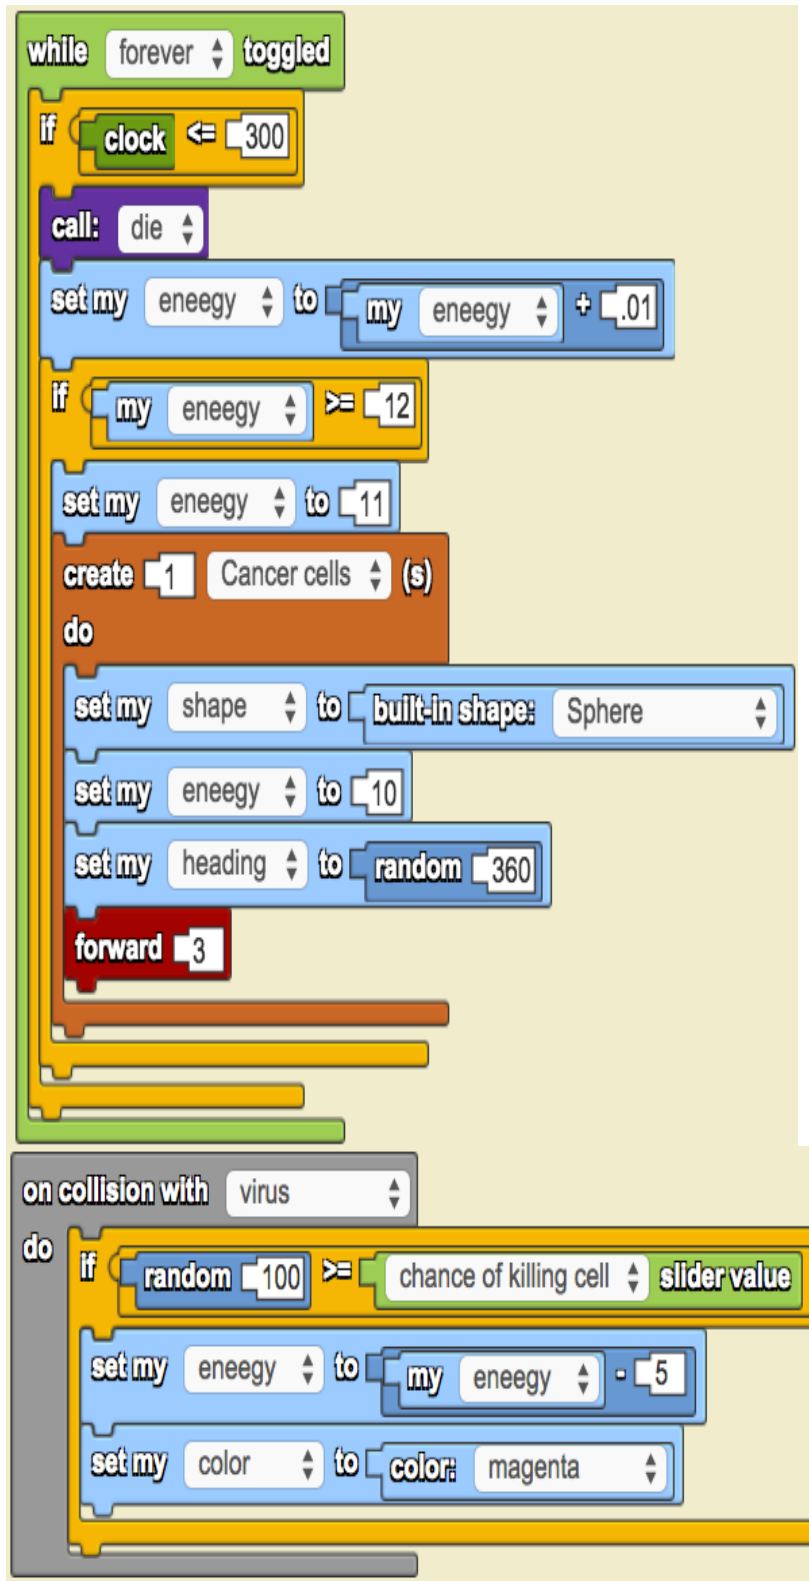 while forever toggled
if clock <= 300
call: die
set my eneegy to my eneegy + .01
if my eneegy >= 12
set my eneegy to 11
create 1 Cancer cells (s)
do
set my shape to built-in shape: Sphere
set my eneegy to 10
set my heading to random 360
forward 3
on collision with virus
do if random 100 >= chance of killing cell slider value
set my eneegy to my eneegy - 5
set my color to color: magenta